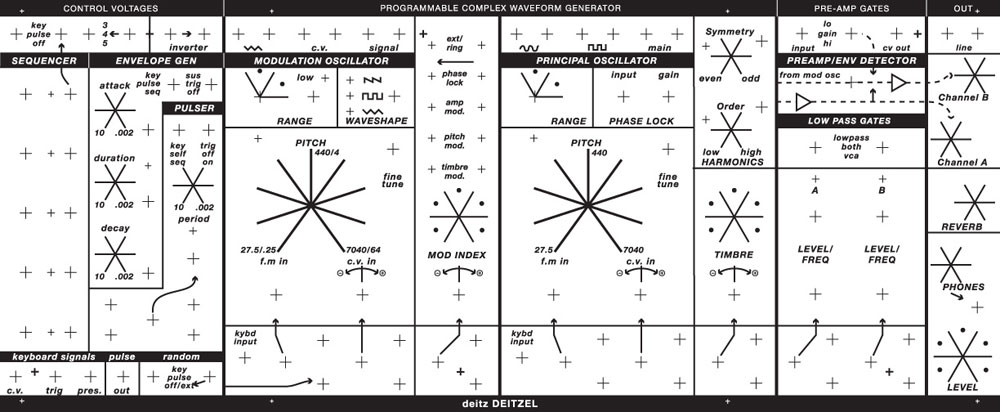 CONTROL VOLTAGES
PROGRAMMABLE COMPLEX WAVEFORM GENERATOR
PRE-AMP GATES
OUT
key
pulse
off
3
4
5
inverter
c.v.
signal
ext/
ring
main
Symmetry
even
odd
lo
gain
hi
input
cv out
line
SEQUENCER
ENVELOPE GEN
MODULATION OSCILLATOR
PRINCIPAL OSCILLATOR
PREAMP/ENV DETECTOR
attack
10 .002
key
pulse
seq
sus
trig
off
PULSER
low
RANGE
WAVESHAPE
phase
lock
amp
mod.
pitch
mod.
timbre
mod.
input
gain
RANGE
PHASE LOCK
Order
low
high
HARMONICS
from mod osc
Channel B
Channel A
LOW PASS GATES
lowpass
both
vca
duration
10 .002
key
self
seq
trig
off
on
10 .002
period
PITCH
440/4
fine
tune
27.5/.25
7040/64
f.m in
c.v. in
MOD INDEX
PITCH
440
fine
tune
27.5
7040
f.m in
c.v. in
TIMBRE
A
B
LEVEL/
FREQ
LEVEL/
FREQ
REVERB
decay
10 .002
PHONES
kybd
input
kybd
input
keyboard signals
pulse
random
c.v.
trig
pres.
out
key
pulse
off/ext
LEVEL
deitz DEITZEL